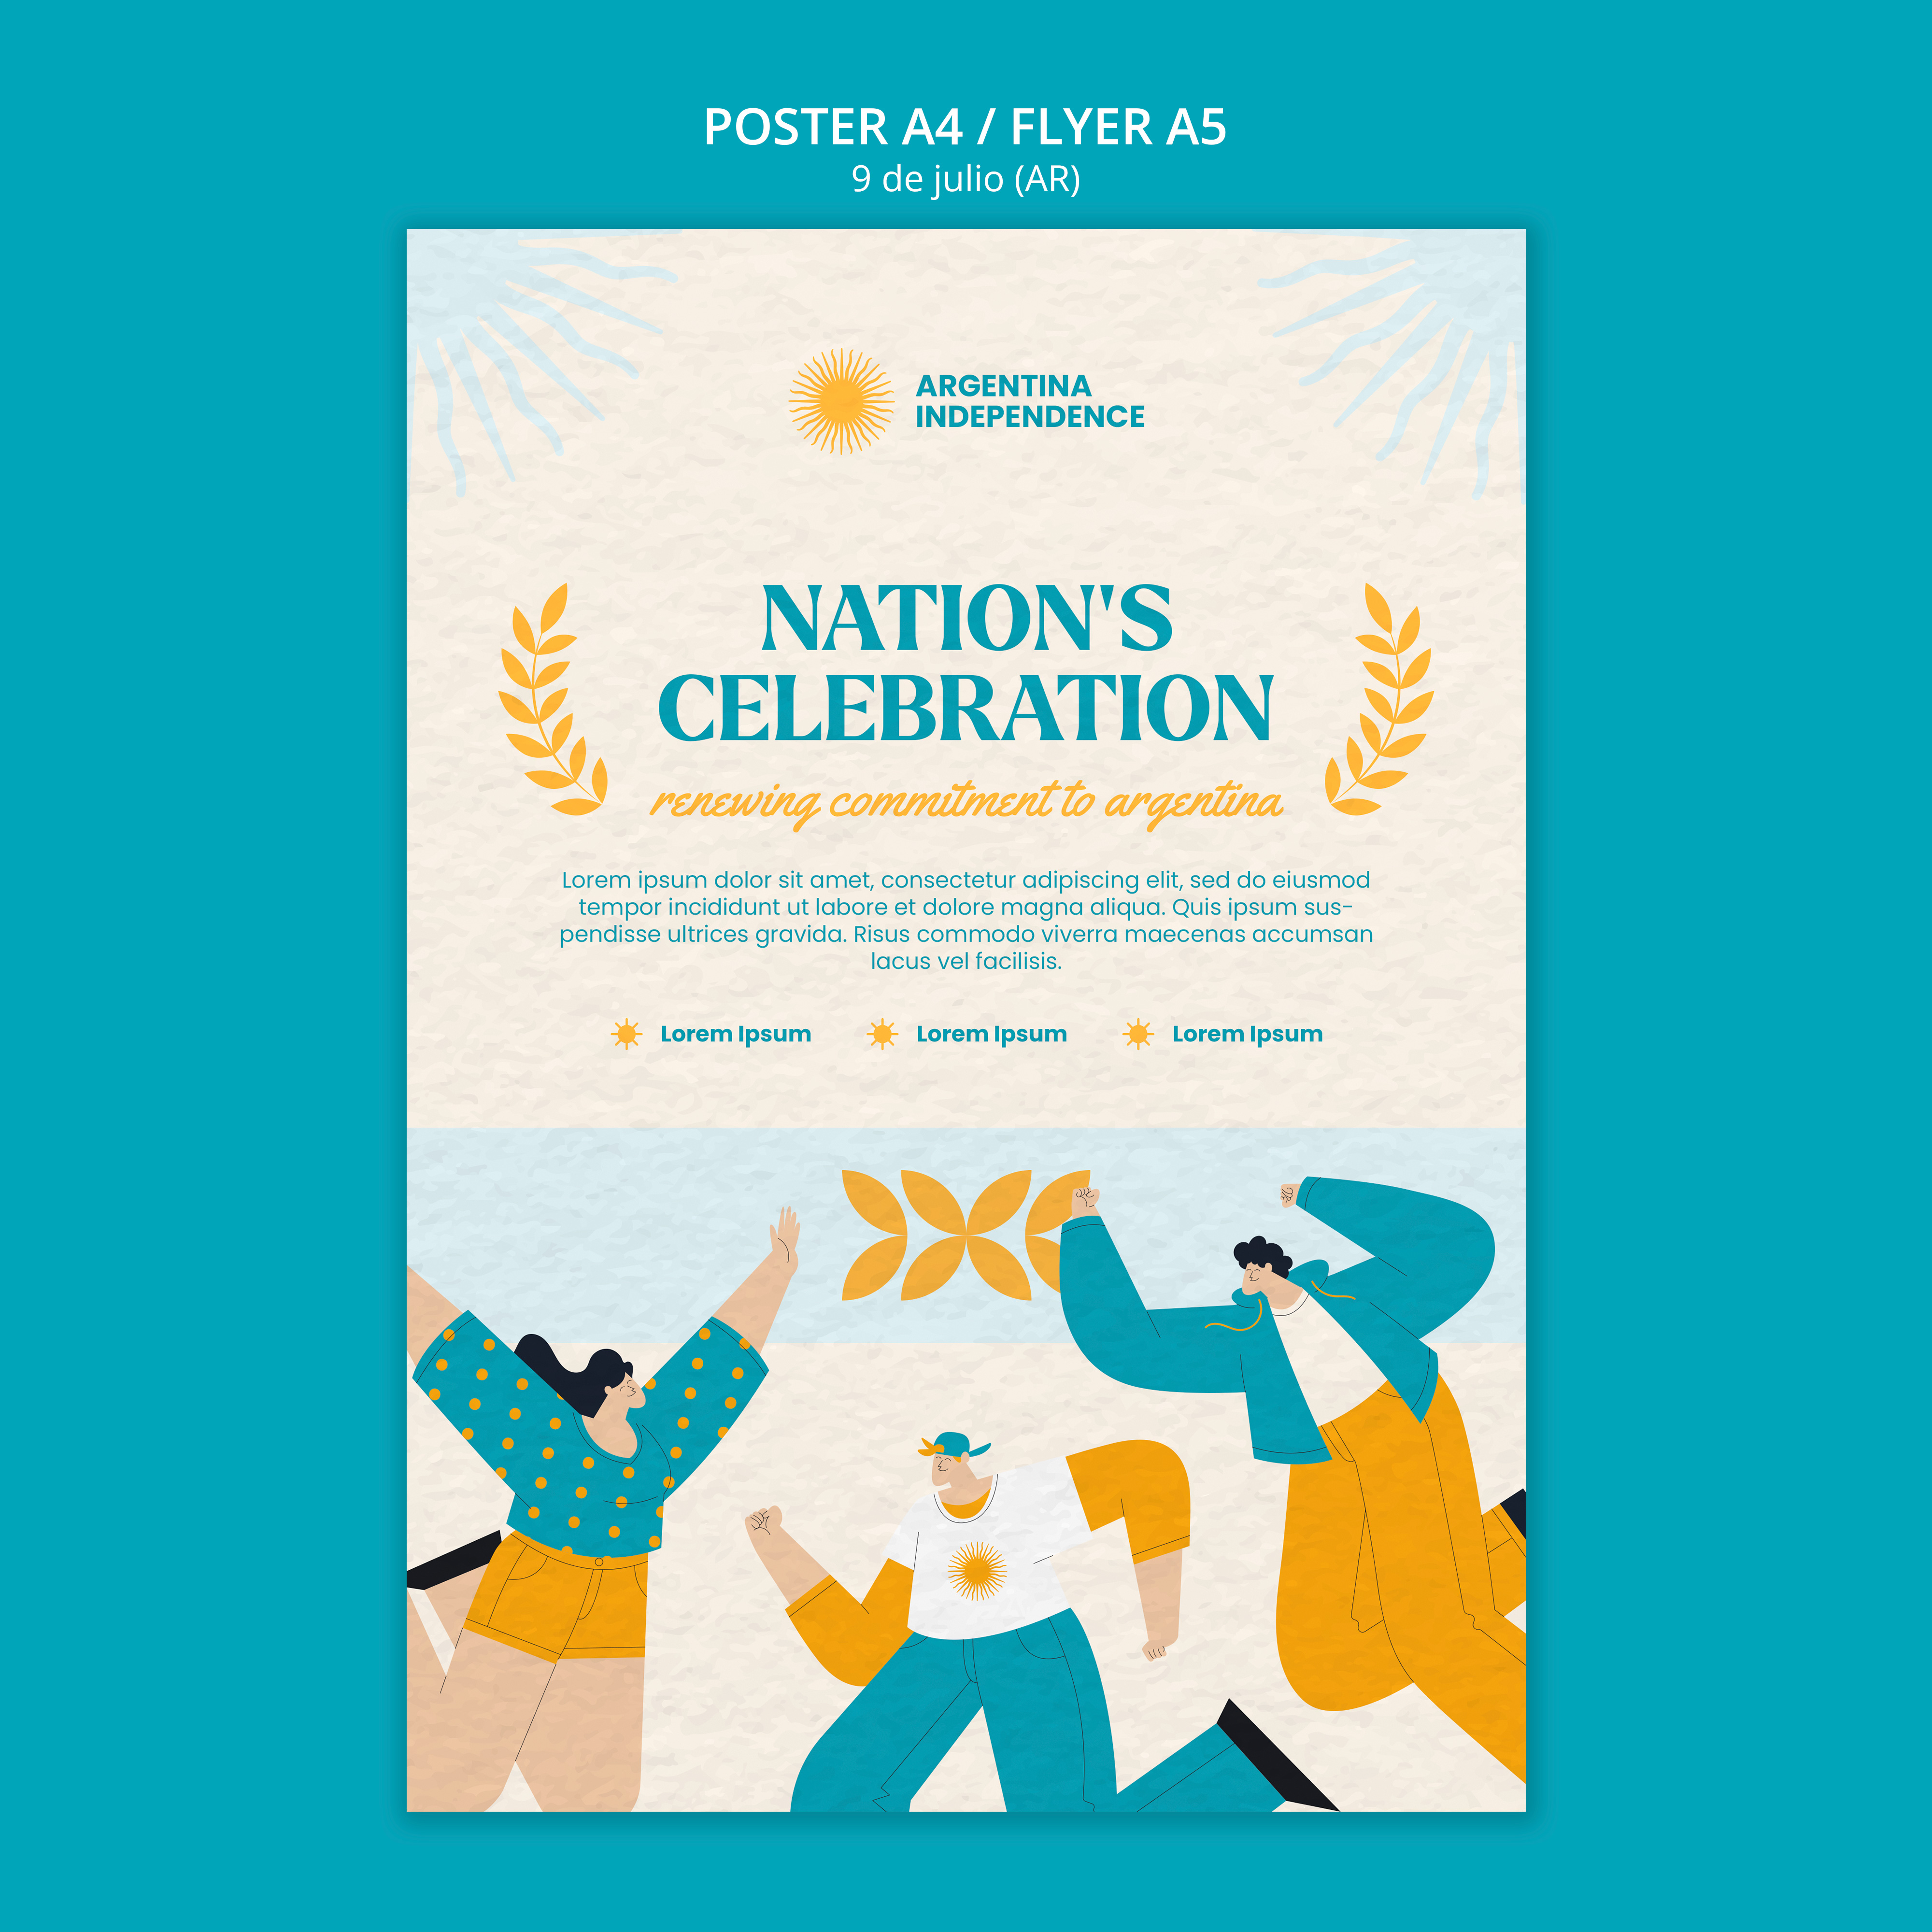 POSTER A4 / FLYER A5
9 de julio (AR)
ARGENTINA
INDEPENDENCE
NATION'S
CELEBRATION
renewing commitment to argentina
Lorem ipsum dolor sit amet, consectetur adipiscing elit, sed do eiusmod
tempor incididunt ut labore et dolore magna aliqua. Quis ipsum sus-
pendisse ultrices gravida. Risus commodo viverra maecenas accumsan
lacus vel facilisis.
Lorem Ipsum Lorem Ipsum Lorem Ipsum